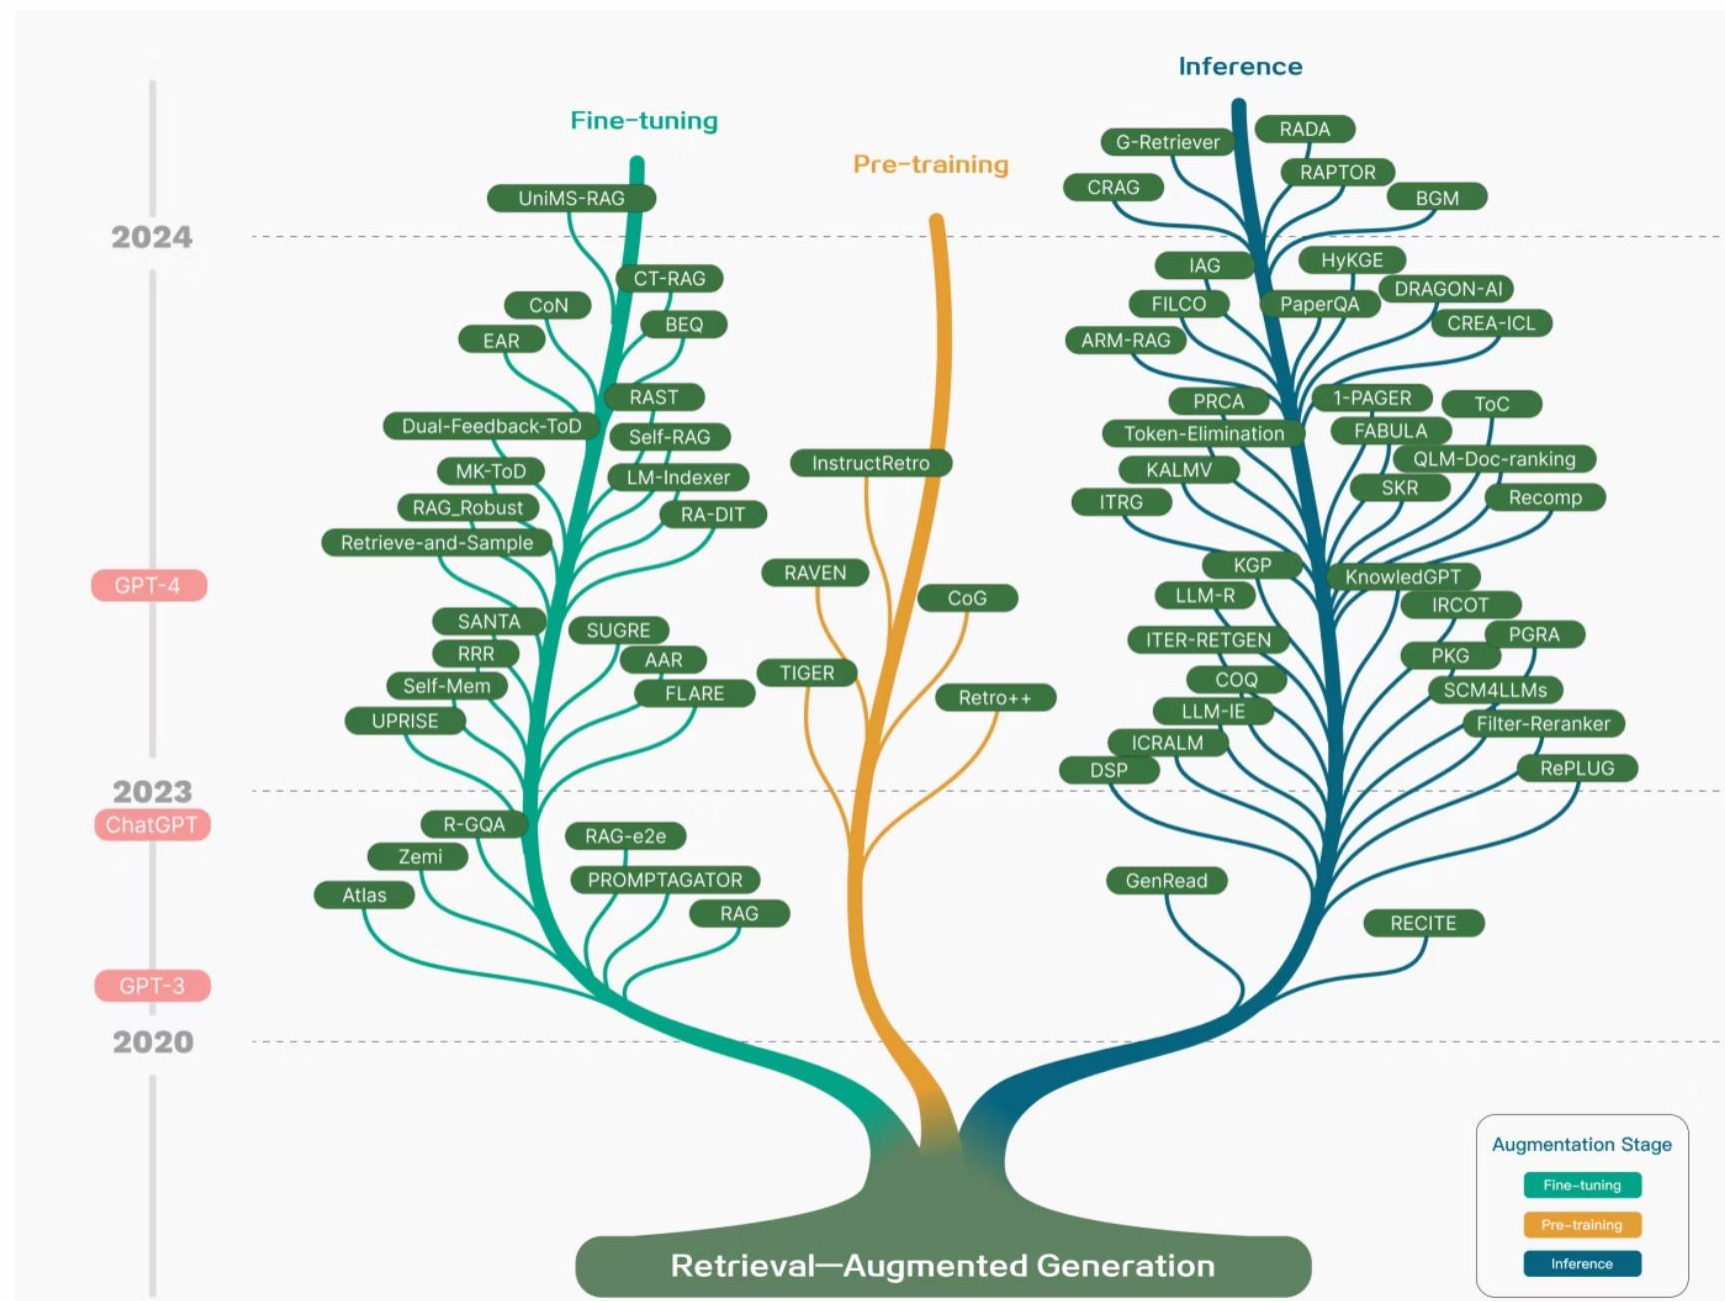 Inference
Fine-tuning
Pre-training
RADA
G-Retriever
RAPTOR
CRAG
BGM
UniMS-RAG
2024
HyKGE
IAG
CT-RAG
DRAGON-AI
CoN
FILCO
PaperQA
BEQ
CREA-ICL
EAR
ARM-RAG
RAST
1-PAGER
PRCA
ToC
Dual-Feedback-ToD
FABULA
Token-Elimination
Self-RAG
QLM-Doc-ranking
InstructRetro
KALMV
MK-ToD
LM-Indexer
SKR
Recomp
ITRG
RAG_Robust
RA-DIT
Retrieve-and-Sample
KGP
RAVEN
KnowledGPT
GPT-4
LLM-R
CoG
IRCOT
SANTA
SUGRE
PGRA
ITER-RETGEN
RRR
PKG
AAR
TIGER
COQ
Self-Mem
SCM4LLMs
FLARE
Retro++
LLM-IE
UPRISE
Filter-Reranker
ICRALM
RePLUG
DSP
2023
ChatGPT
R-GQA
RAG-e2e
Zemi
PROMPTAGATOR
GenRead
Atlas
RAG
RECITE
GPT-3
2020
Augmentation Stage
Fine-tuning
Pre-training
Inference
Retrieval—Augmented Generation